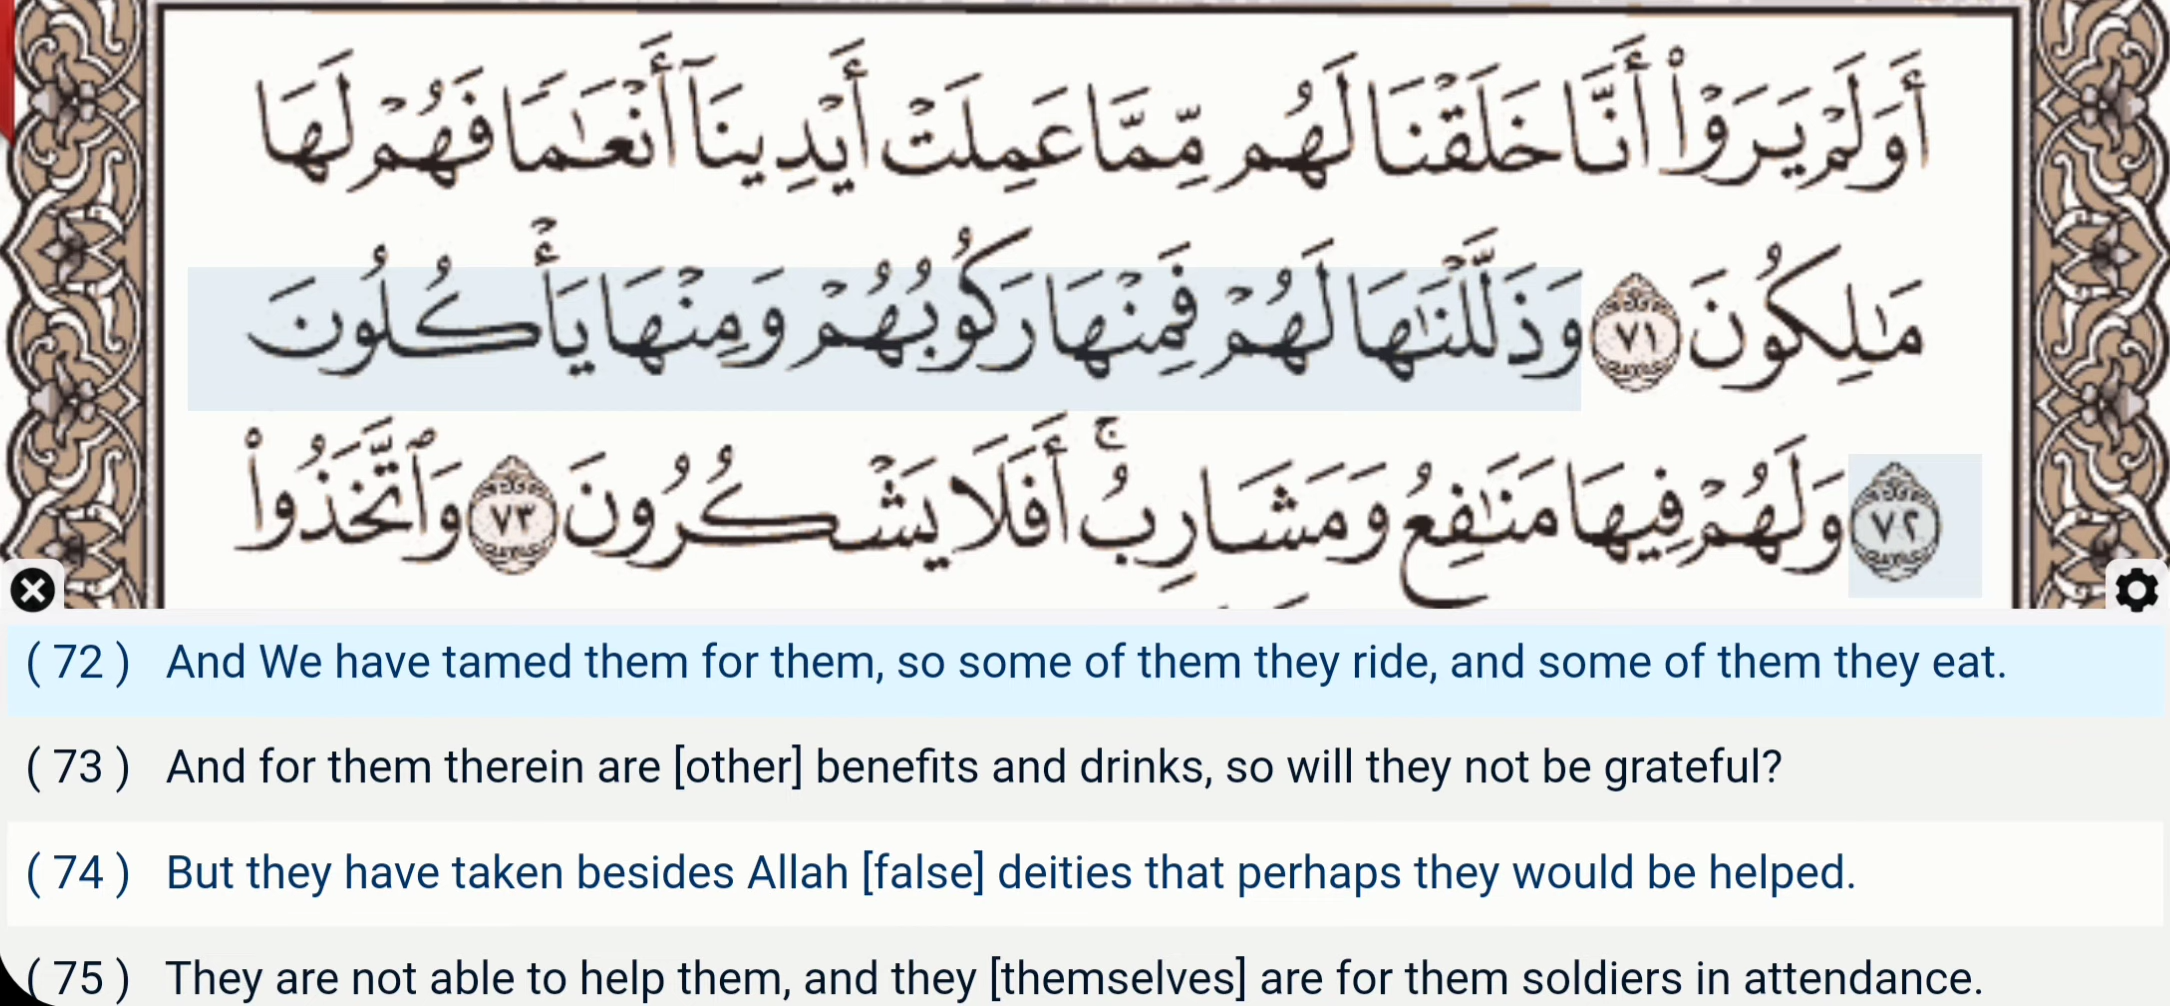 أَوَلَمْ يَرَوْا۟ أَنَّا خَلَقْنَا لَهُم مِّمَّا عَمِلَتْ أَيْدِينَآ أَنْعَـٰمًا فَهُمْ لَهَا
مَـٰلِكُونَ ٧١ وَذَلَّلْنَـٰهَا لَهُمْ فَمِنْهَا رَكُوبُهُمْ وَمِنْهَا يَأْكُلُونَ
٧٢ وَلَهُمْ فِيهَا مَنَـٰفِعُ وَمَشَارِبُ ۚ أَفَلَا يَشْكُرُونَ ٧٣ وَٱتَّخَذُوا۟
( 72 ) And We have tamed them for them, so some of them they ride, and some of them they eat.
( 73 ) And for them therein are [other] benefits and drinks, so will they not be grateful?
( 74 ) But they have taken besides Allah [false] deities that perhaps they would be helped.
( 75 ) They are not able to help them, and they [themselves] are for them soldiers in attendance.